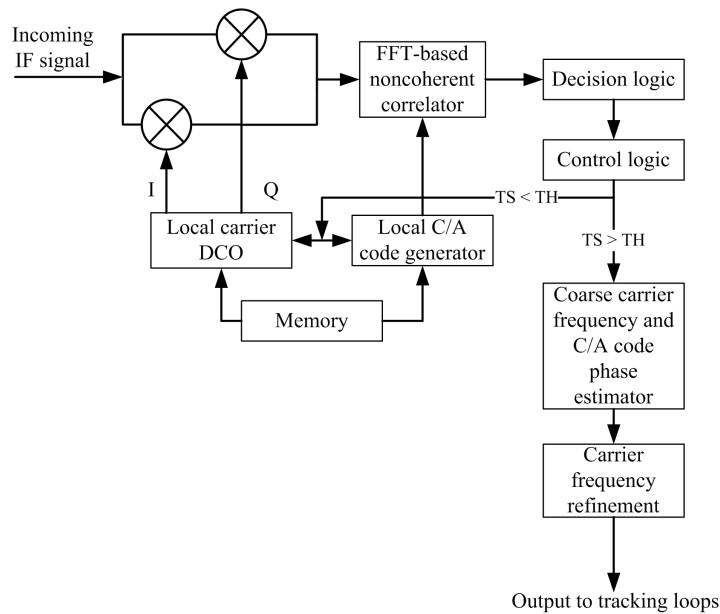 Incoming
IF signal
FFT-based
noncoherent
correlator
Decision logic
Control logic
I
Q
TS < TH
Local carrier
DCO
Local C/A
code generator
TS > TH
Memory
Coarse carrier
frequency and
C/A code
phase
estimator
Carrier
frequency
refinement
Output to tracking loops